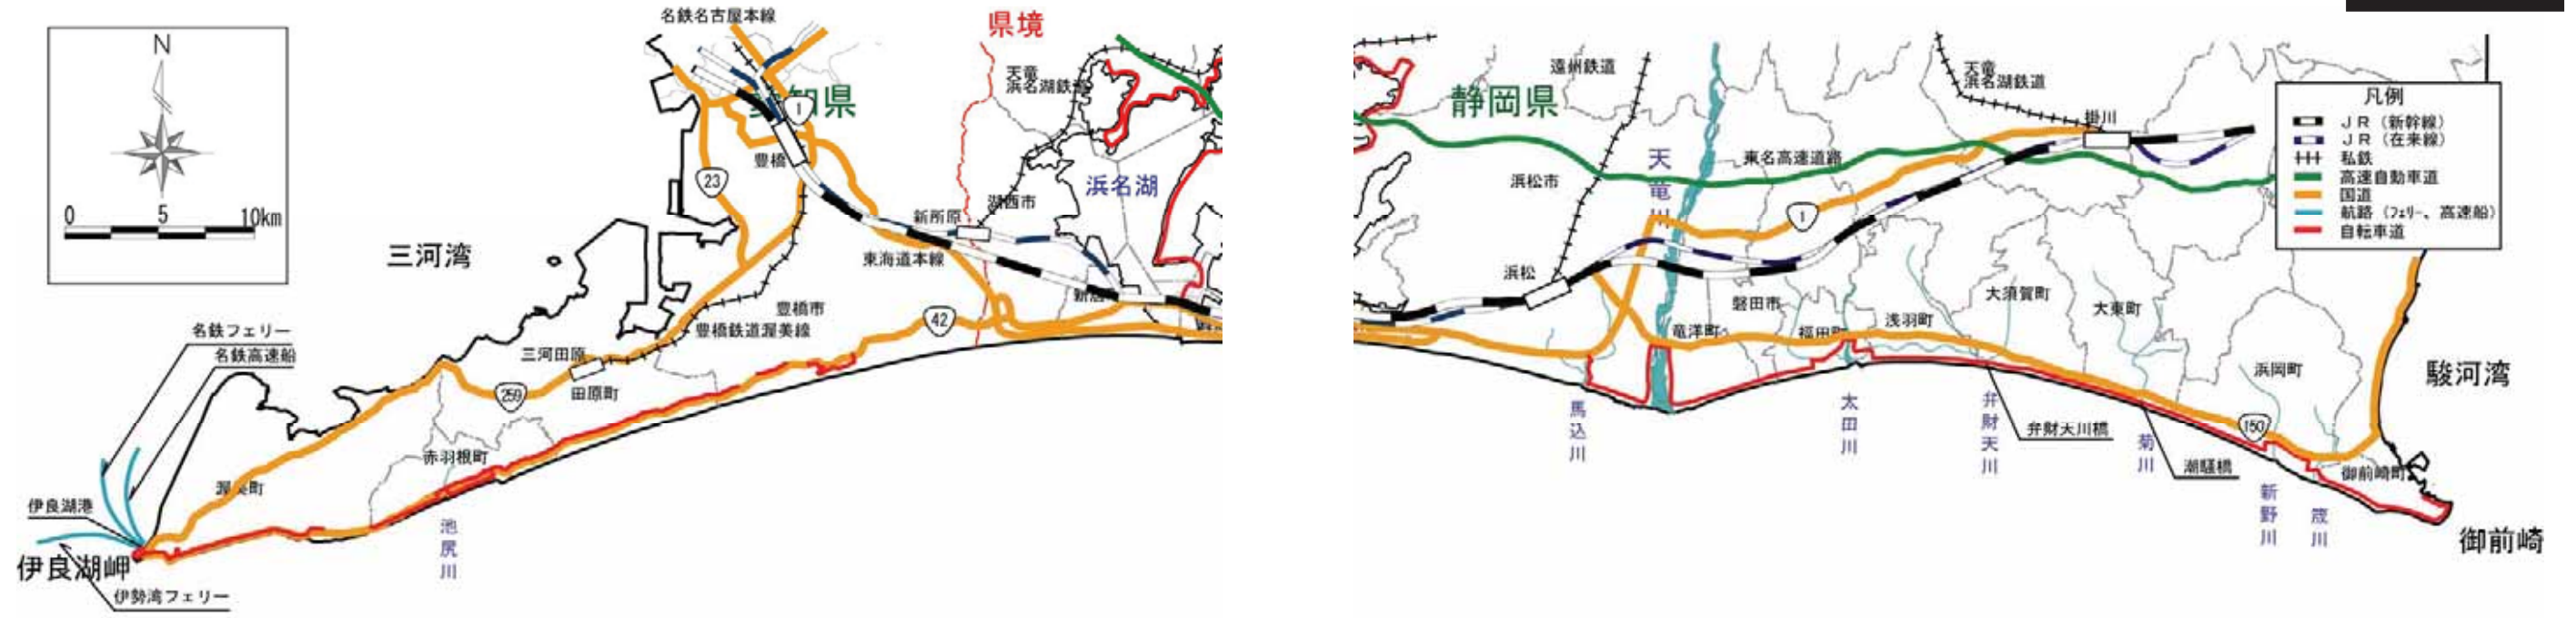 名鉄名古屋本線
県境
N
0 5 10km
天竜
浜名湖鉄道
1
豊橋
23
浜名湖
湖西市
新所原
三河湾
東海道本線
豊橋市
豊橋鉄道渥美線
42
名鉄フェリー
名鉄高速船
三河田原
259
田原町
赤羽根町
伊良湖港
池尻川
伊良湖岬
伊勢湾フェリー
遠州鉄道
静岡県
天竜
浜名湖鉄道
掛川
天竜川
東名高速道路
浜松市
1
浜松
磐田市
大須賀町
大東町
竜洋町
福田町
浅羽町
浜岡町
駿河湾
馬込川
太田川
弁財天川
弁財天川橋
菊川
潮騒橋
150
新野川
筬川
御前崎町
御前崎
凡例
JR(新幹線)
JR(在来線)
私鉄
高速自動車道
国道
航路(フェリー、高速船)
自転車道